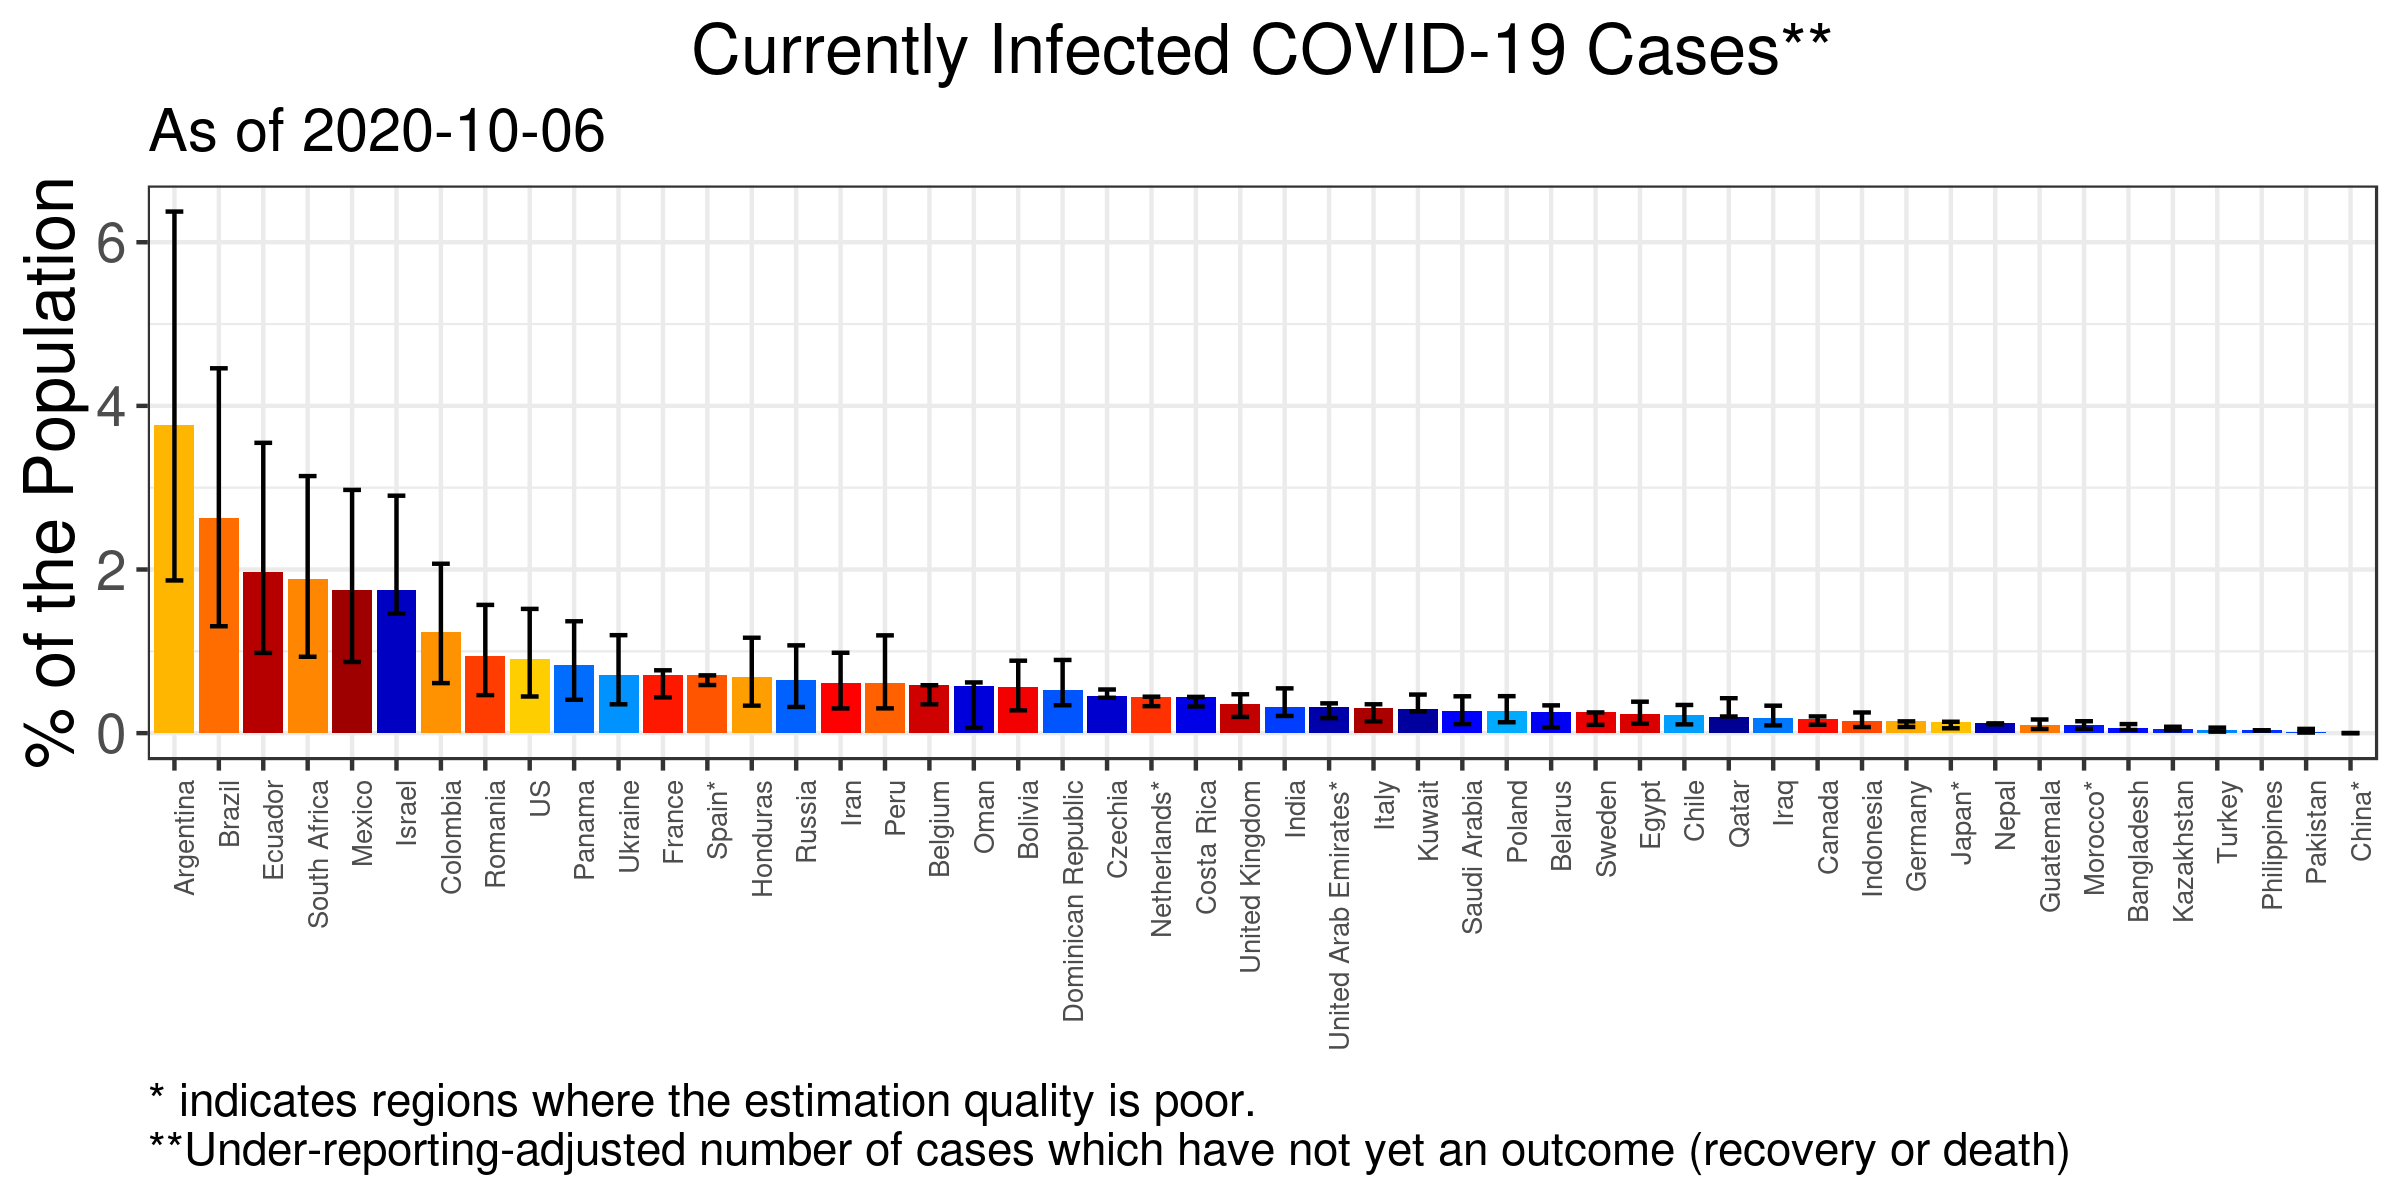 Currently Infected COVID-19 Cases**
As of 2020-10-06
% of the Population
6
4
2
0
Argentina
Brazil
Ecuador
South Africa
Mexico
Israel
Colombia
Romania
US
Panama
Ukraine
France
Spain*
Honduras
Russia
Iran
Peru
Belgium
Oman
Bolivia
Dominican Republic
Czechia
Netherlands*
Costa Rica
United Kingdom
India
United Arab Emirates*
Italy
Kuwait
Saudi Arabia
Poland
Belarus
Sweden
Egypt
Chile
Qatar
Iraq
Canada
Indonesia
Germany
Japan*
Nepal
Guatemala
Morocco*
Bangladesh
Kazakhstan
Turkey
Philippines
Pakistan
China*
* indicates regions where the estimation quality is poor.
**Under-reporting-adjusted number of cases which have not yet an outcome (recovery or death)